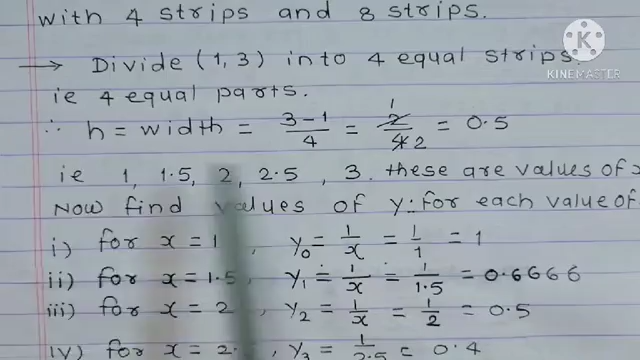 with 4 strips and 8 strips.
→ Divide (1, 3) into 4 equal strips.
ie 4 equal parts.
∴ h = width = 3-1/4 = 2/4 1/2 = 0.5
ie 1, 1.5, 2, 2.5, 3. these are values of x
Now find values of y: for each value of
i) for x = 1, y₀ = 1/x = 1/1 = 1
ii) for x = 1.5, y₁ = 1/x = 1/1.5 = 0.6666
iii) for x = 2, y₂ = 1/x = 1/2 = 0.5
iv) for x = 2. , y₃ = 1/2.5 = 0.4
KINEMASTER